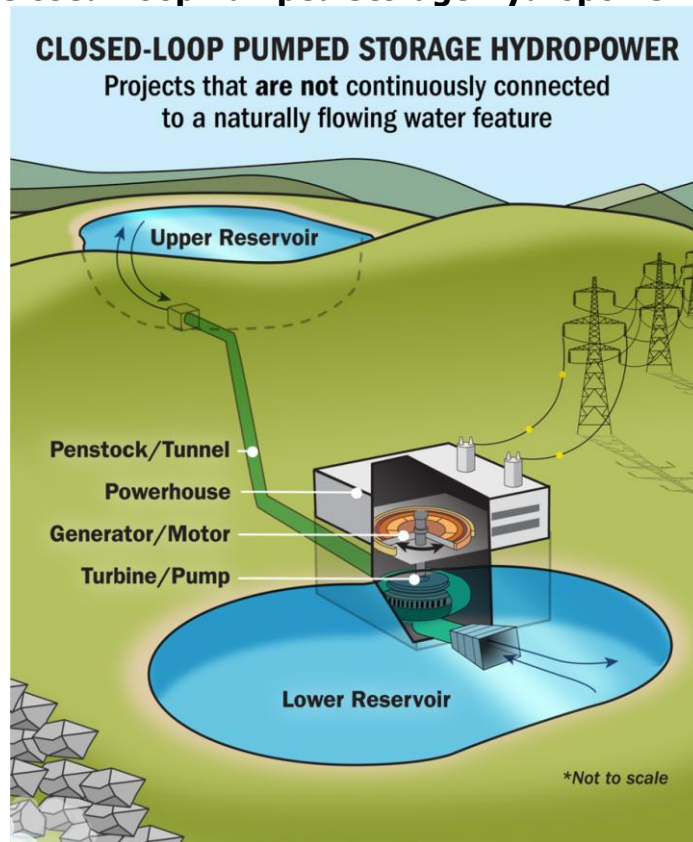 CLOSED-LOOP PUMPED STORAGE HYDROPOWER
Projects that are not continuously connected
to a naturally flowing water feature
Upper Reservoir
Penstock/Tunnel
Powerhouse
Generator/Motor
Turbine/Pump
Lower Reservoir
*Not to scale